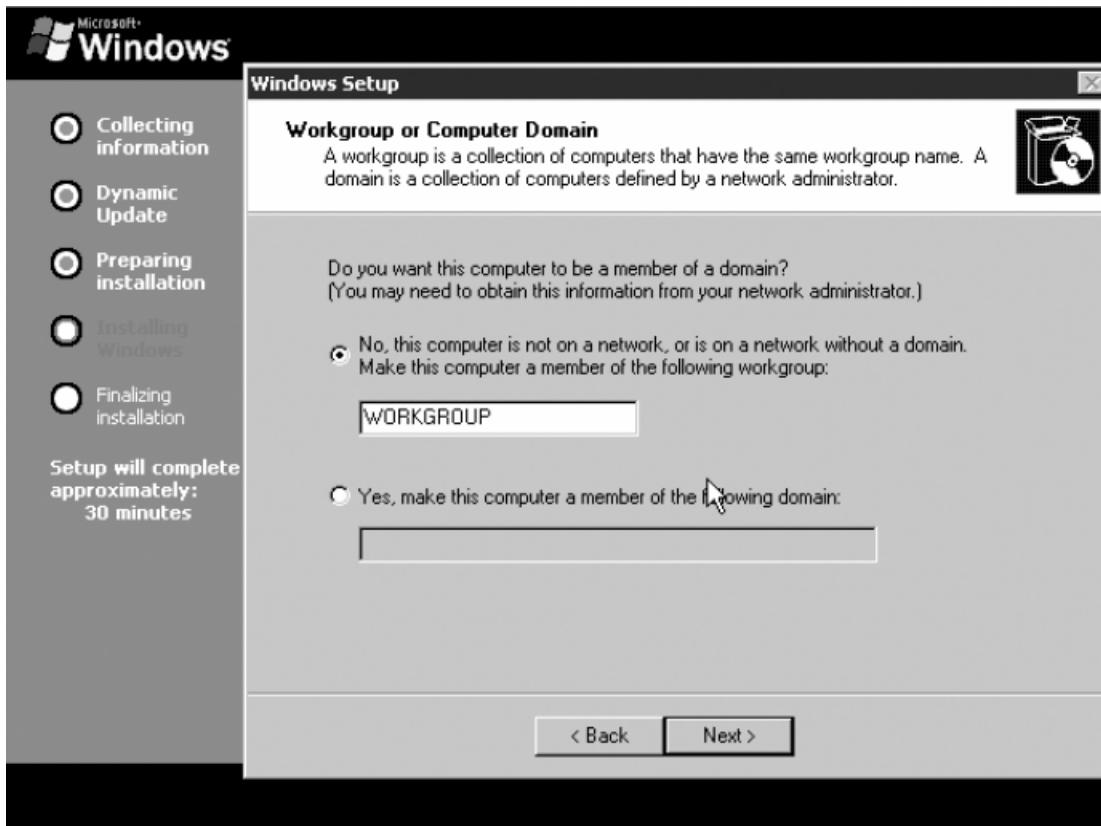 Microsoft
Windows
Windows Setup
Collecting
information
Dynamic
Update
Preparing
installation
Installing
Windows
Finalizing
installation
Setup will complete
approximately:
30 minutes
Workgroup or Computer Domain
A workgroup is a collection of computers that have the same workgroup name. A
domain is a collection of computers defined by a network administrator.
Do you want this computer to be a member of a domain?
(You may need to obtain this information from your network administrator.)
No, this computer is not on a network, or is on a network without a domain.
Make this computer a member of the following workgroup:
WORKGROUP
Yes, make this computer a member of the following domain:
< Back
Next >